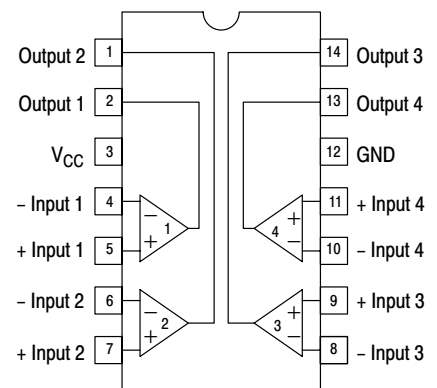 Output 2 1 14 Output 3
Output 1 2 13 Output 4
VCC 3 12 GND
– Input 1 4 11 + Input 4
– + 1 4 + –
+ Input 1 5 10 – Input 4
– Input 2 6 9 + Input 3
– + 2 3 + –
+ Input 2 7 8 – Input 3